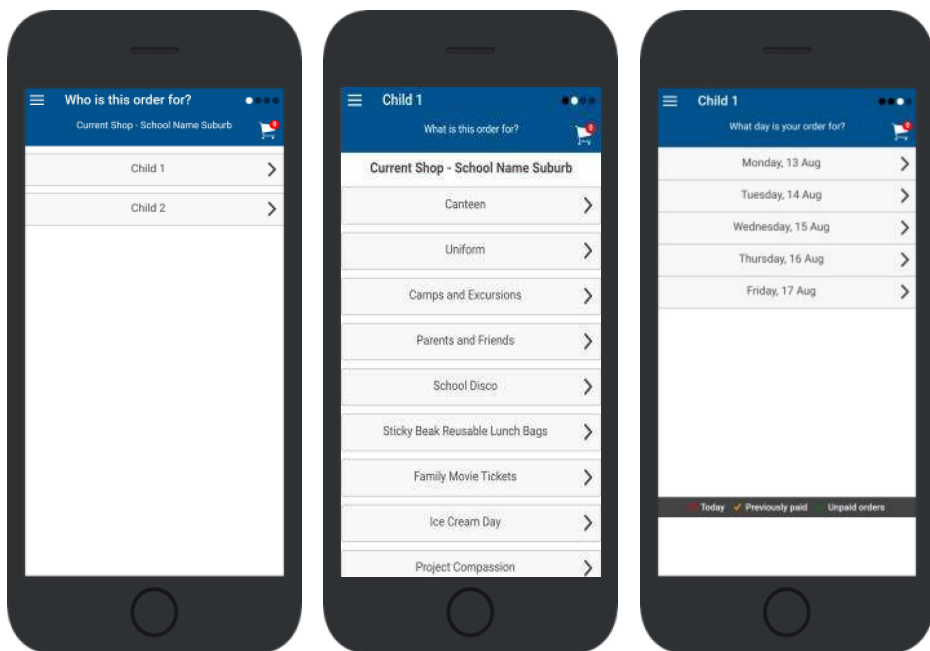 Who is this order for?
Current Shop - School Name Suburb
0
Child 1
Child 2
Child 1
What is this order for?
0
Current Shop - School Name Suburb
Canteen
Uniform
Camps and Excursions
Parents and Friends
School Disco
Sticky Beak Reusable Lunch Bags
Family Movie Tickets
Ice Cream Day
Project Compassion
Child 1
What day is your order for?
0
Monday, 13 Aug
Tuesday, 14 Aug
Wednesday, 15 Aug
Thursday, 16 Aug
Friday, 17 Aug
Today Previously paid Unpaid orders